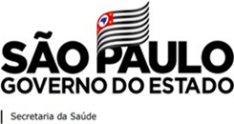 SÃO PAULO
GOVERNO DO ESTADO
Secretaria da Saúde